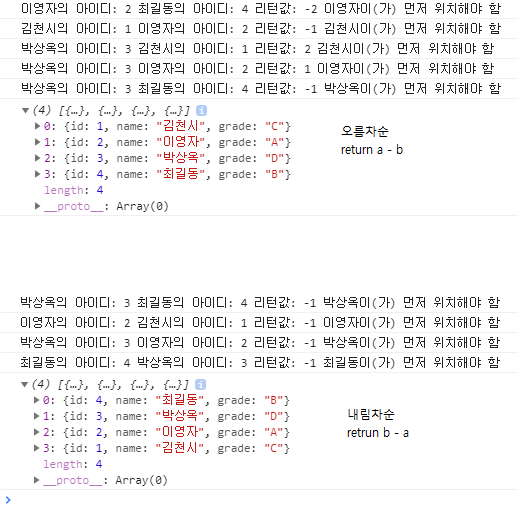 이영자의 아이디: 2 최길동의 아이디: 4 리턴값: -2 이영자이(가) 먼저 위치해야 함
김천시의 아이디: 1 이영자의 아이디: 2 리턴값: -1 김천시이(가) 먼저 위치해야 함
박상옥의 아이디: 3 김천시의 아이디: 1 리턴값: 2 김천시이(가) 먼저 위치해야 함
박상옥의 아이디: 3 이영자의 아이디: 2 리턴값: 1 이영자이(가) 먼저 위치해야 함
박상옥의 아이디: 3 최길동의 아이디: 4 리턴값: -1 박상옥이(가) 먼저 위치해야 함
▼(4) [{…}, {…}, {…}, {…}] i
▶0: {id: 1, name: "김천시", grade: "C"}
▶1: {id: 2, name: "이영자", grade: "A"}
▶2: {id: 3, name: "박상옥", grade: "D"}
▶3: {id: 4, name: "최길동", grade: "B"}
length: 4
▶__proto__: Array(0)
오름차순
return a - b
박상옥의 아이디: 3 최길동의 아이디: 4 리턴값: -1 박상옥이(가) 먼저 위치해야 함
이영자의 아이디: 2 김천시의 아이디: 1 리턴값: -1 이영자이(가) 먼저 위치해야 함
박상옥의 아이디: 3 이영자의 아이디: 2 리턴값: -1 박상옥이(가) 먼저 위치해야 함
최길동의 아이디: 4 박상옥의 아이디: 3 리턴값: -1 최길동이(가) 먼저 위치해야 함
▼(4) [{…}, {…}, {…}, {…}] i
▶0: {id: 4, name: "최길동", grade: "B"}
▶1: {id: 3, name: "박상옥", grade: "D"}
▶2: {id: 2, name: "이영자", grade: "A"}
▶3: {id: 1, name: "김천시", grade: "C"}
length: 4
▶__proto__: Array(0)
내림차순
retrun b - a